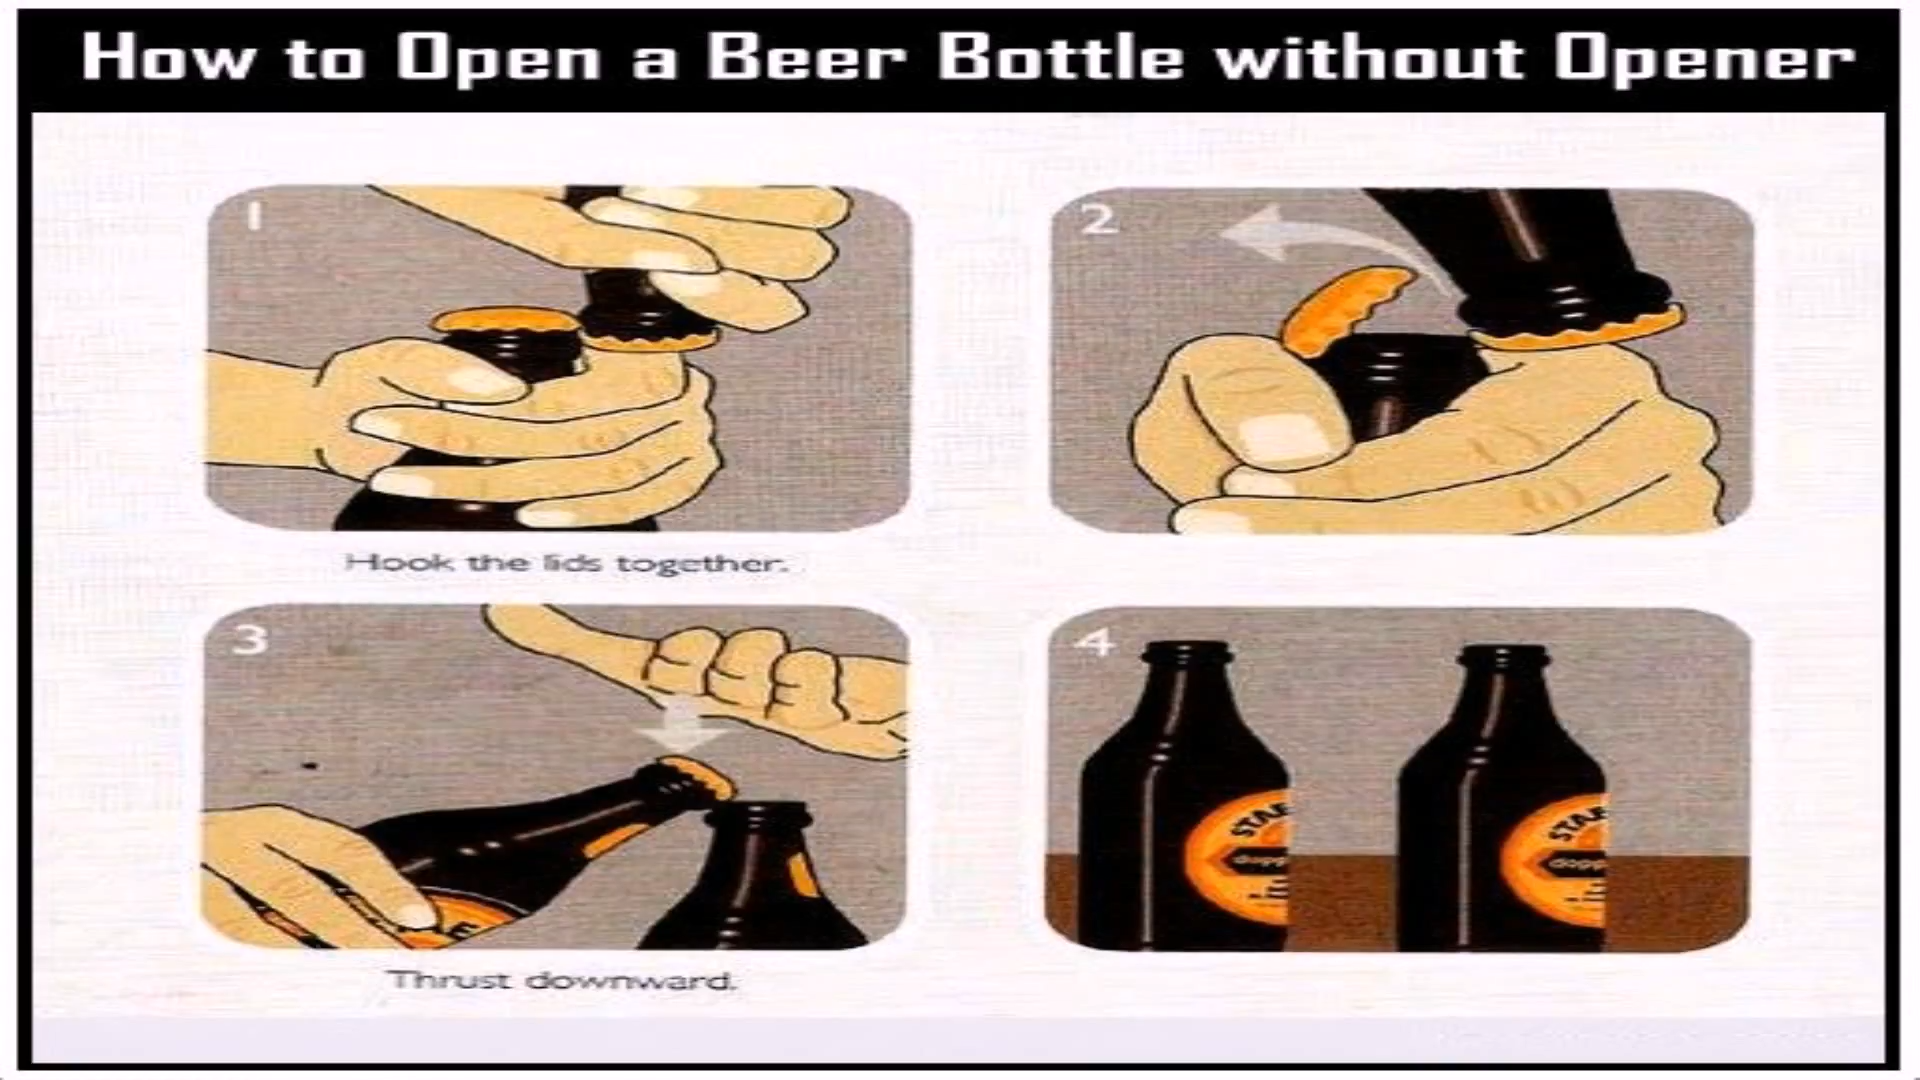 How to Open a Beer Bottle without Opener
1
2
Hook the lids together.
3
4
Thrust downward.